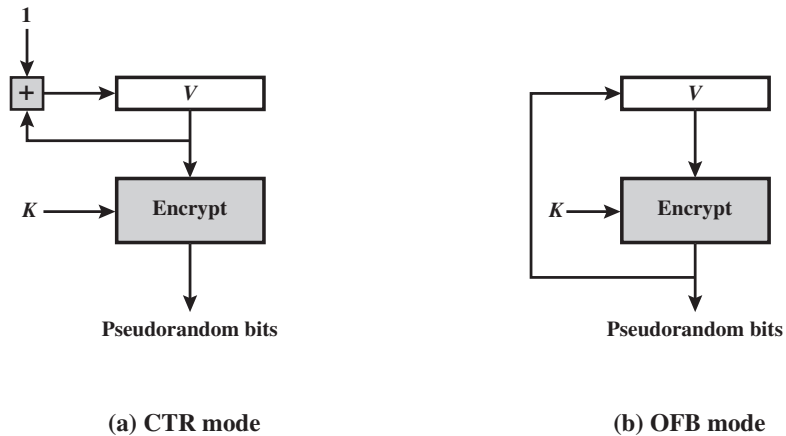 1
+
V
K
Encrypt
Pseudorandom bits
(a) CTR mode
V
K
Encrypt
Pseudorandom bits
(b) OFB mode